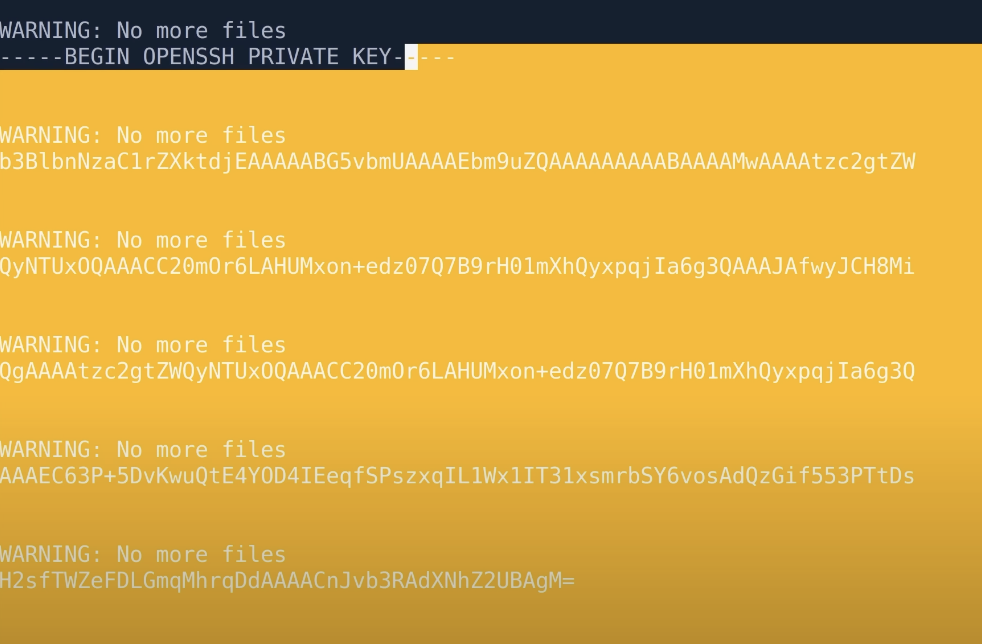 WARNING: No more files
-----BEGIN OPENSSH PRIVATE KEY-----
WARNING: No more files
b3BlbnNzaC1rZXktdjEAAAAABG5vbmUAAAAEbm9uZQAAAAAAAAABAAAAMwAAAAtzc2gtZW
WARNING: No more files
QyNTUxOQAAACC20mOr6LAHUMxon+edz07Q7B9rH01mXhQyxpqjIa6g3QAAAJAfwyJCH8Mi
WARNING: No more files
QgAAAAtzc2gtZWQyNTUxOQAAACC20mOr6LAHUMxon+edz07Q7B9rH01mXhQyxpqjIa6g3Q
WARNING: No more files
AAAEC63P+5DvKwuQtE4YOD4IEeqfSPszxqIL1Wx1IT31xsmrbSY6vosAdQzGif553PTtDs
WARNING: No more files
H2sfTWZeFDLGmqMhrqDdAAAACnJvb3RAdXNhZ2UBAgM=